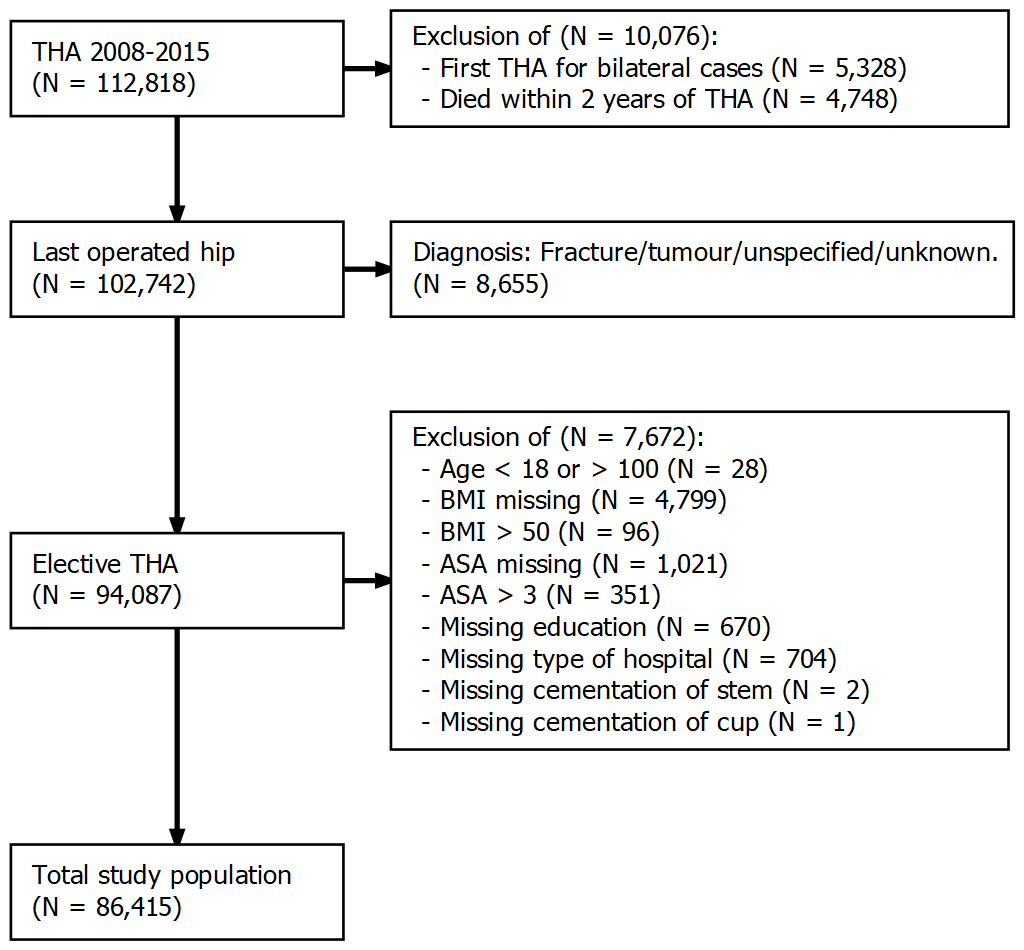 THA 2008-2015
(N = 112,818)
Exclusion of (N = 10,076):
- First THA for bilateral cases (N = 5,328)
- Died within 2 years of THA (N = 4,748)
Last operated hip
(N = 102,742)
Diagnosis: Fracture/tumour/unspecified/unknown.
(N = 8,655)
Exclusion of (N = 7,672):
- Age < 18 or > 100 (N = 28)
- BMI missing (N = 4,799)
- BMI > 50 (N = 96)
- ASA missing (N = 1,021)
- ASA > 3 (N = 351)
- Missing education (N = 670)
- Missing type of hospital (N = 704)
- Missing cementation of stem (N = 2)
- Missing cementation of cup (N = 1)
Elective THA
(N = 94,087)
Total study population
(N = 86,415)